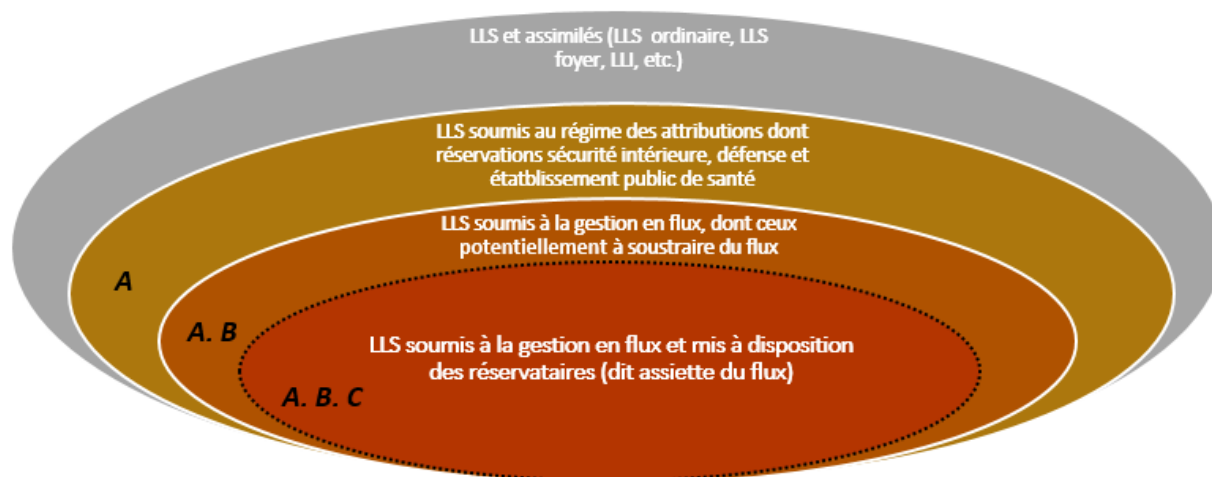 LLS et assimilés (LLS ordinaire, LLS
foyer, LLI, etc.)
LLS soumis au régime des attributions dont
réservations sécurité intérieure, défense et
étatblissement public de santé
LLS soumis à la gestion en flux, dont ceux
potentiellement à soustraire du flux
A
A. B
LLS soumis à la gestion en flux et mis à disposition
des réservataires (dit assiette du flux)
A. B. C